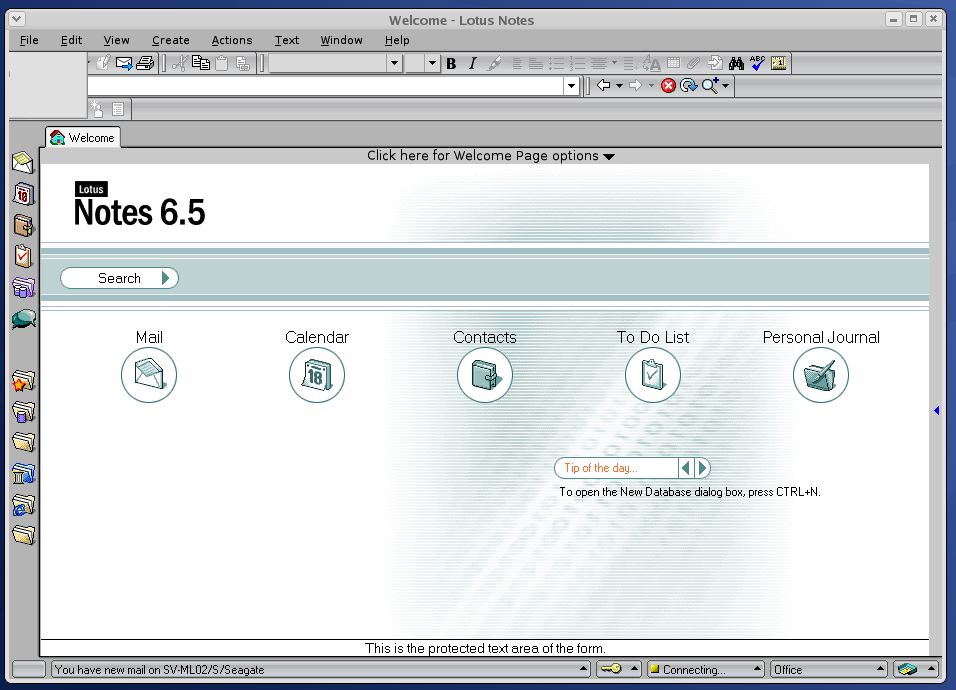 Welcome - Lotus Notes
File Edit View Create Actions Text Window Help
B I ABC
Welcome
Click here for Welcome Page options
Lotus
Notes 6.5
18
Search
Mail Calendar Contacts To Do List Personal Journal
18
Tip of the day...
To open the New Database dialog box, press CTRL+N.
This is the protected text area of the form.
You have new mail on SV-ML02/S/Seagate Connecting... Office